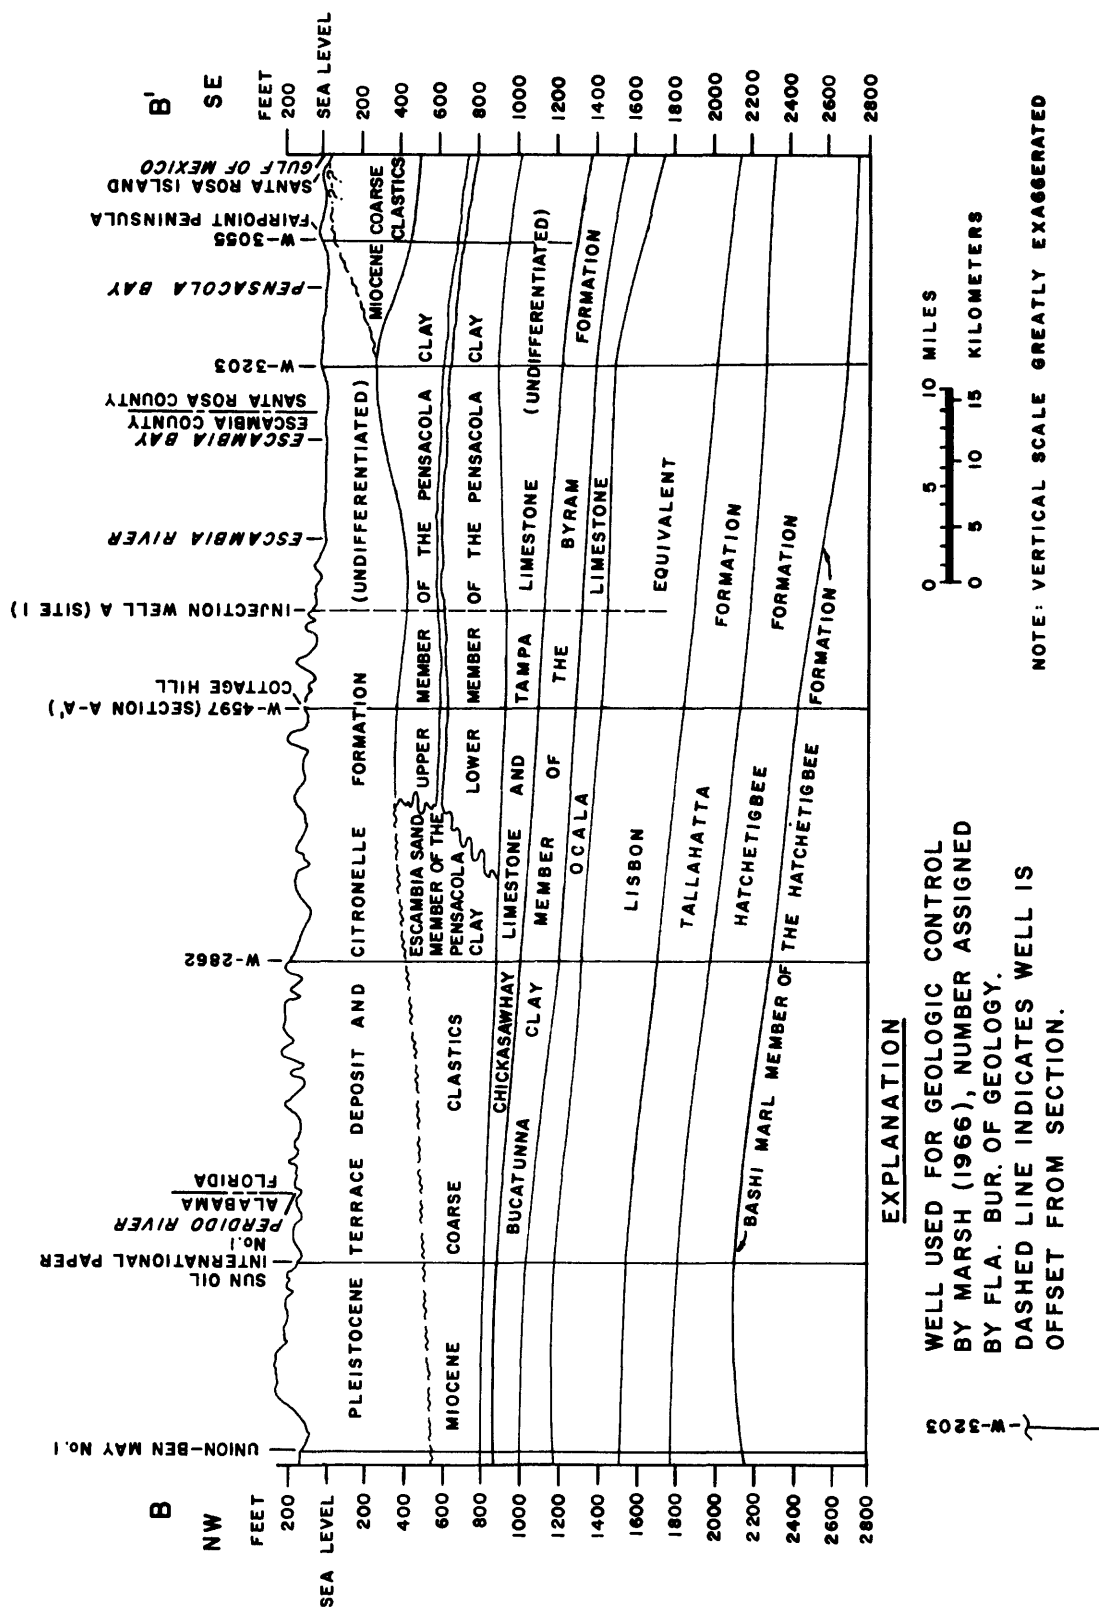 B
NW
FEET
200
SEA LEVEL
200
400
600
800
1000
1200
1400
1600
1800
2000
2200
2400
2600
2800
UNION-BEN MAY No. 1
SUN OIL
INTERNATIONAL PAPER
No. 1
PERDIDO RIVER
ALABAMA
FLORIDA
W-2862
W-4597 (SECTION A-A')
COTTAGE HILL
INJECTION WELL A (SITE 1)
ESCAMBIA RIVER
ESCAMBIA BAY
ESCAMBIA COUNTY
SANTA ROSA COUNTY
W-3203
PENSACOLA BAY
W-3055
FAIRPOINT PENINSULA
SANTA ROSA ISLAND
GULF OF MEXICO
B'
SE
FEET
200
SEA LEVEL
200
400
600
800
1000
1200
1400
1600
1800
2000
2200
2400
2600
2800
PLEISTOCENE TERRACE DEPOSIT AND CITRONELLE FORMATION (UNDIFFERENTIATED)
MIOCENE COARSE
CLASTICS
MIOCENE COARSE CLASTICS
ESCAMBIA SAND
MEMBER OF THE
PENSACOLA
CLAY
UPPER MEMBER OF THE PENSACOLA CLAY
LOWER MEMBER OF THE PENSACOLA CLAY
CHICKASAWHAY LIMESTONE AND TAMPA LIMESTONE (UNDIFFERENTIATED)
BUCATUNNA CLAY MEMBER OF THE BYRAM FORMATION
OCALA LIMESTONE
LISBON EQUIVALENT
TALLAHATTA FORMATION
HATCHETIGBEE FORMATION
BASHI MARL MEMBER OF THE HATCHETIGBEE FORMATION
EXPLANATION
W-3203
WELL USED FOR GEOLOGIC CONTROL
BY MARSH (1966), NUMBER ASSIGNED
BY FLA. BUR. OF GEOLOGY.
DASHED LINE INDICATES WELL IS
OFFSET FROM SECTION.
0 5 10 MILES
0 5 10 15 KILOMETERS
NOTE: VERTICAL SCALE GREATLY EXAGGERATED